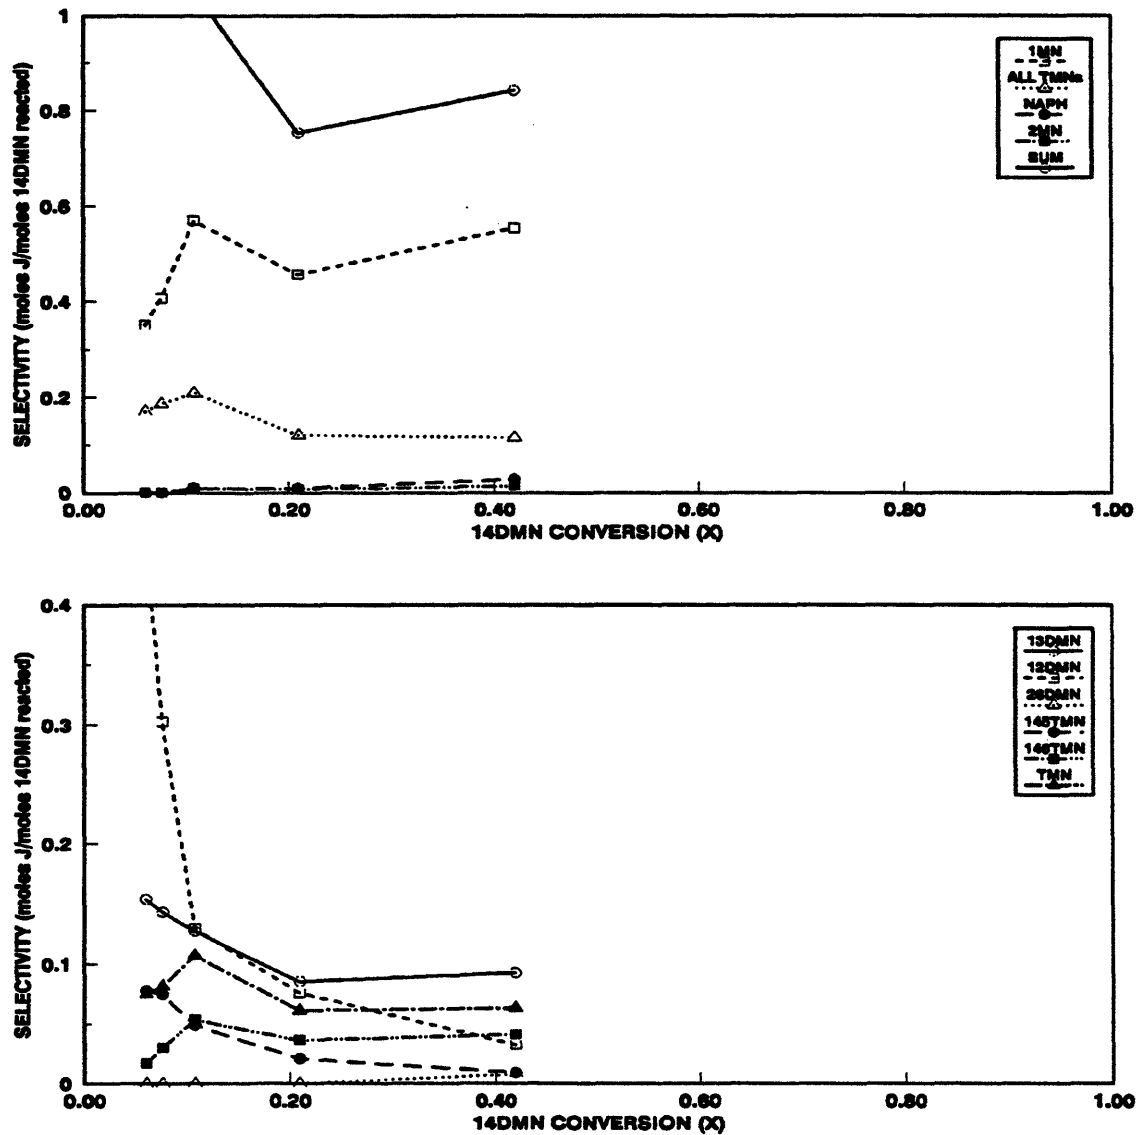 1
0.8
0.6
0.4
0.2
0
SELECTIVITY (moles J/moles 14DMN reacted)
0.00 0.20 0.40 0.60 0.80 1.00
14DMN CONVERSION (X)
1MN
ALL TMNs
NAPH
2MN
SUM
0.4
0.3
0.2
0.1
0
SELECTIVITY (moles J/moles 14DMN reacted)
0.00 0.20 0.40 0.60 0.80 1.00
14DMN CONVERSION (X)
13DMN
12DMN
26DMN
145TMN
146TMN
TMN